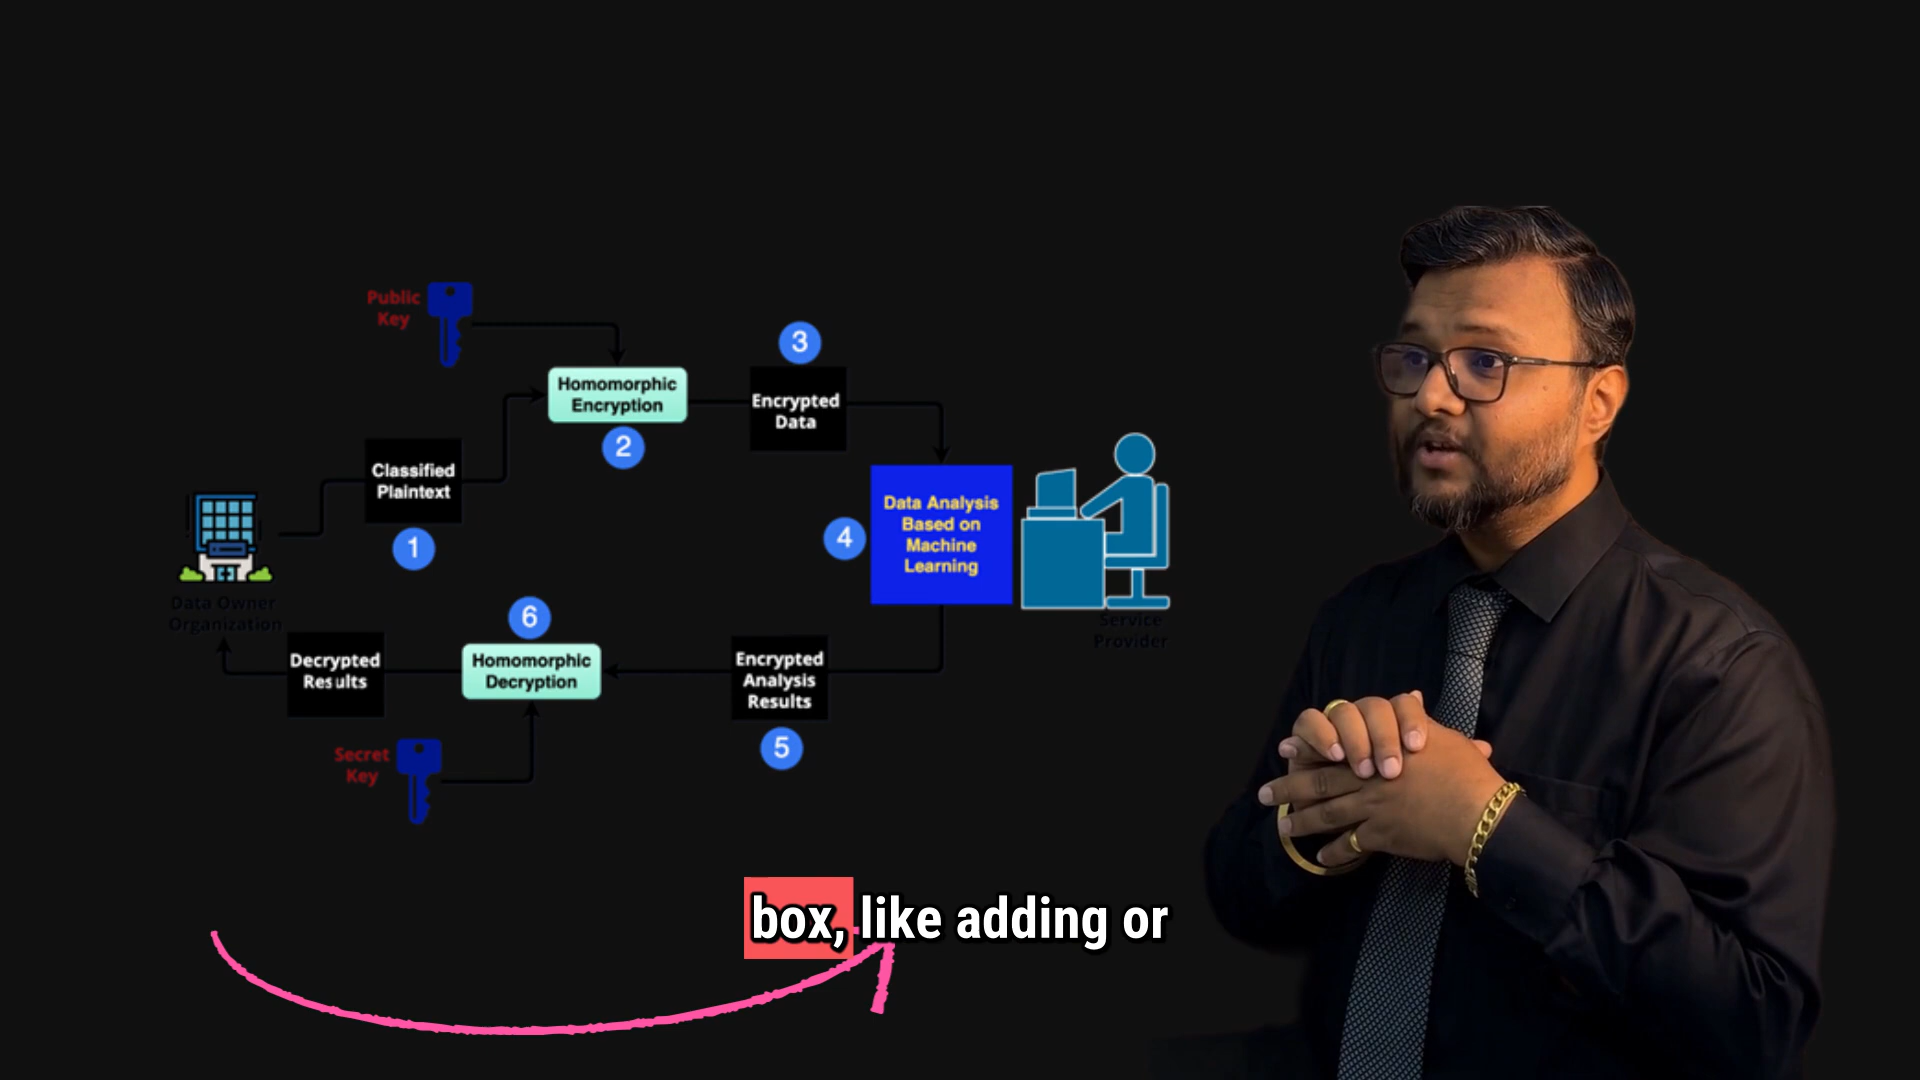 Public
Key
3
Homomorphic
Encryption
Encrypted
Data
2
Classified
Plaintext
1
Data Analysis
Based on
Machine
Learning
4
Data Owner
Organization
Service
Provider
6
Decrypted
Results
Homomorphic
Decryption
Encrypted
Analysis
Results
5
Secret
Key
box, like adding or